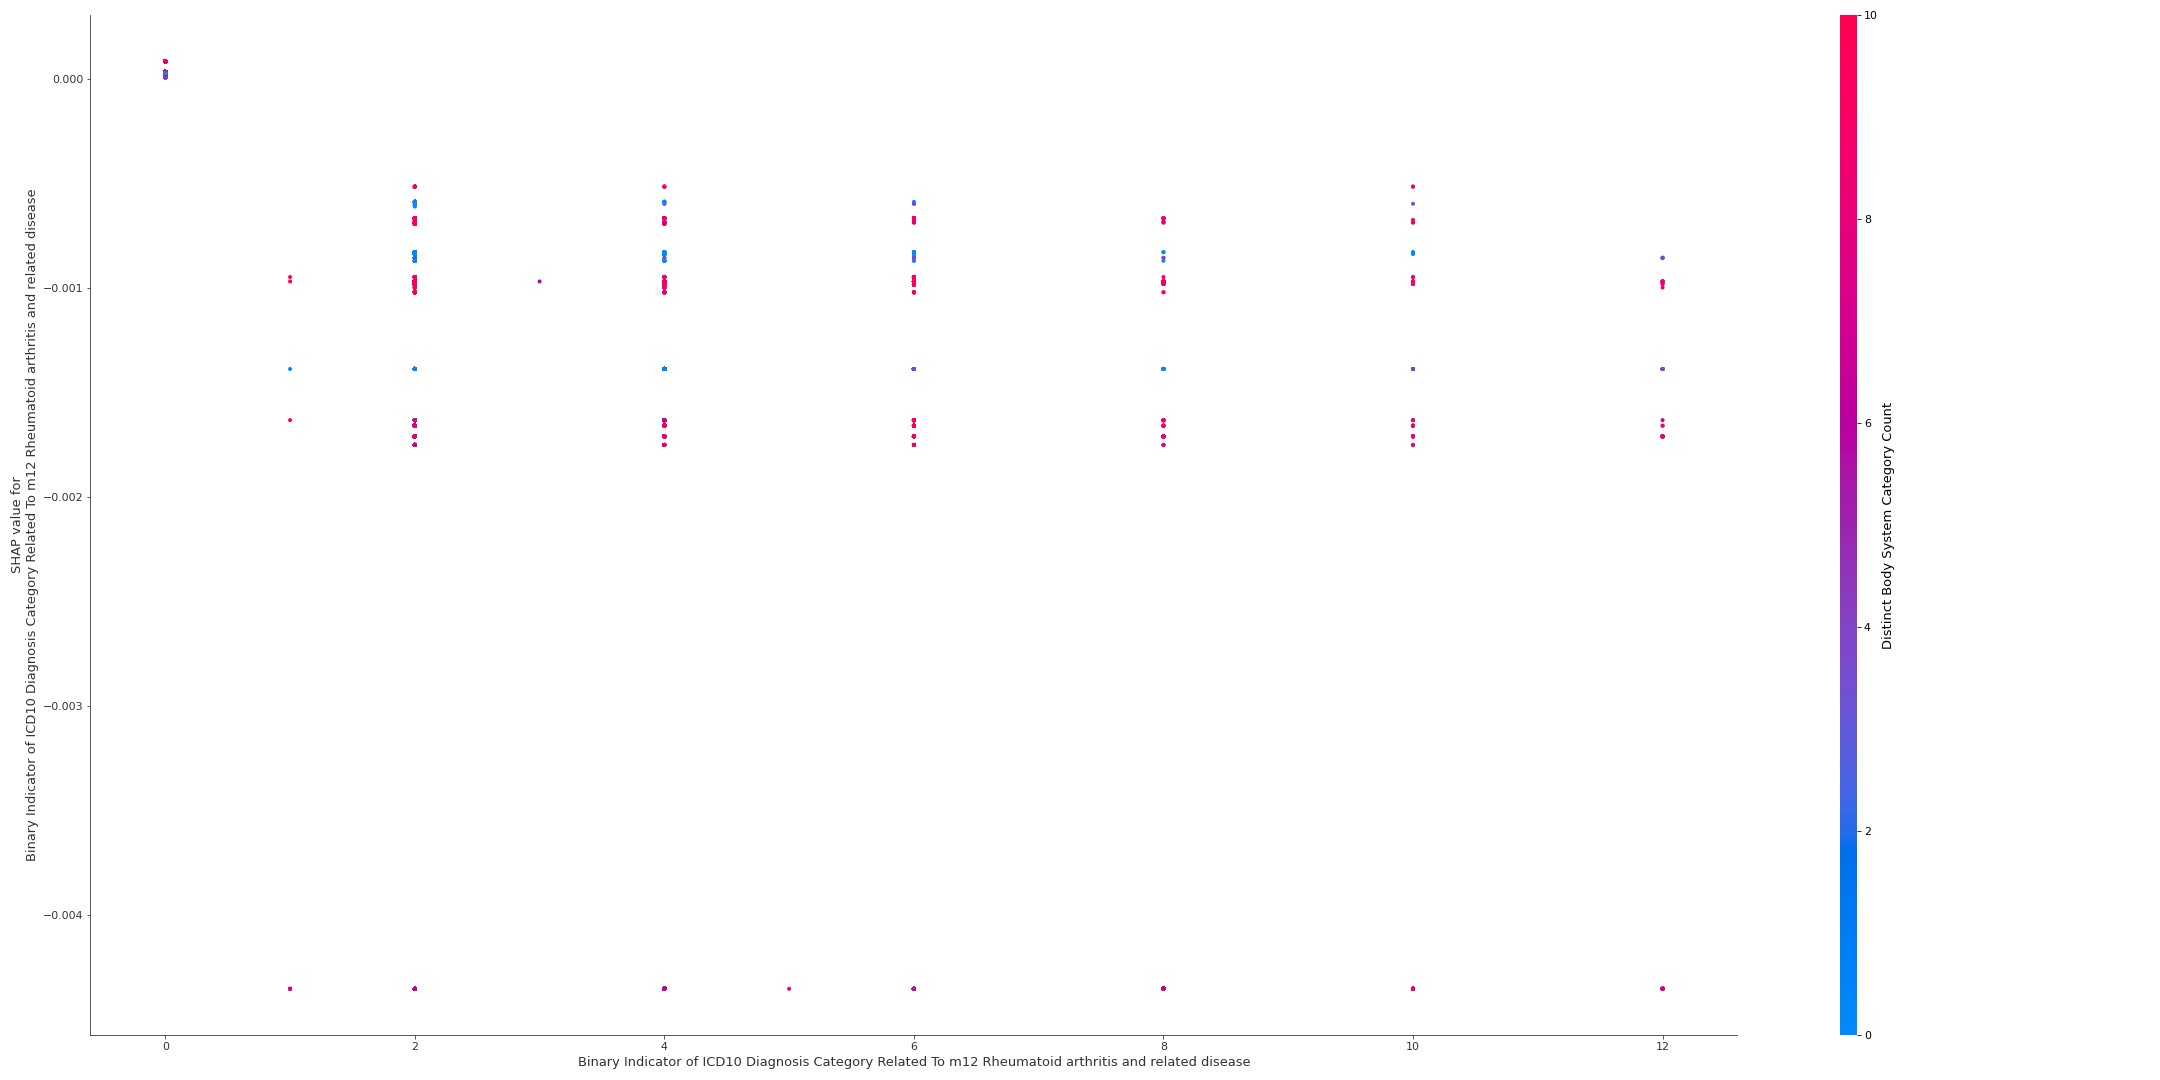 0.000
−0.001
−0.002
−0.003
−0.004
SHAP value for
Binary Indicator of ICD10 Diagnosis Category Related To m12 Rheumatoid arthritis and related disease
0 2 4 6 8 10 12
Binary Indicator of ICD10 Diagnosis Category Related To m12 Rheumatoid arthritis and related disease
10
8
6
4
2
0
Distinct Body System Category Count